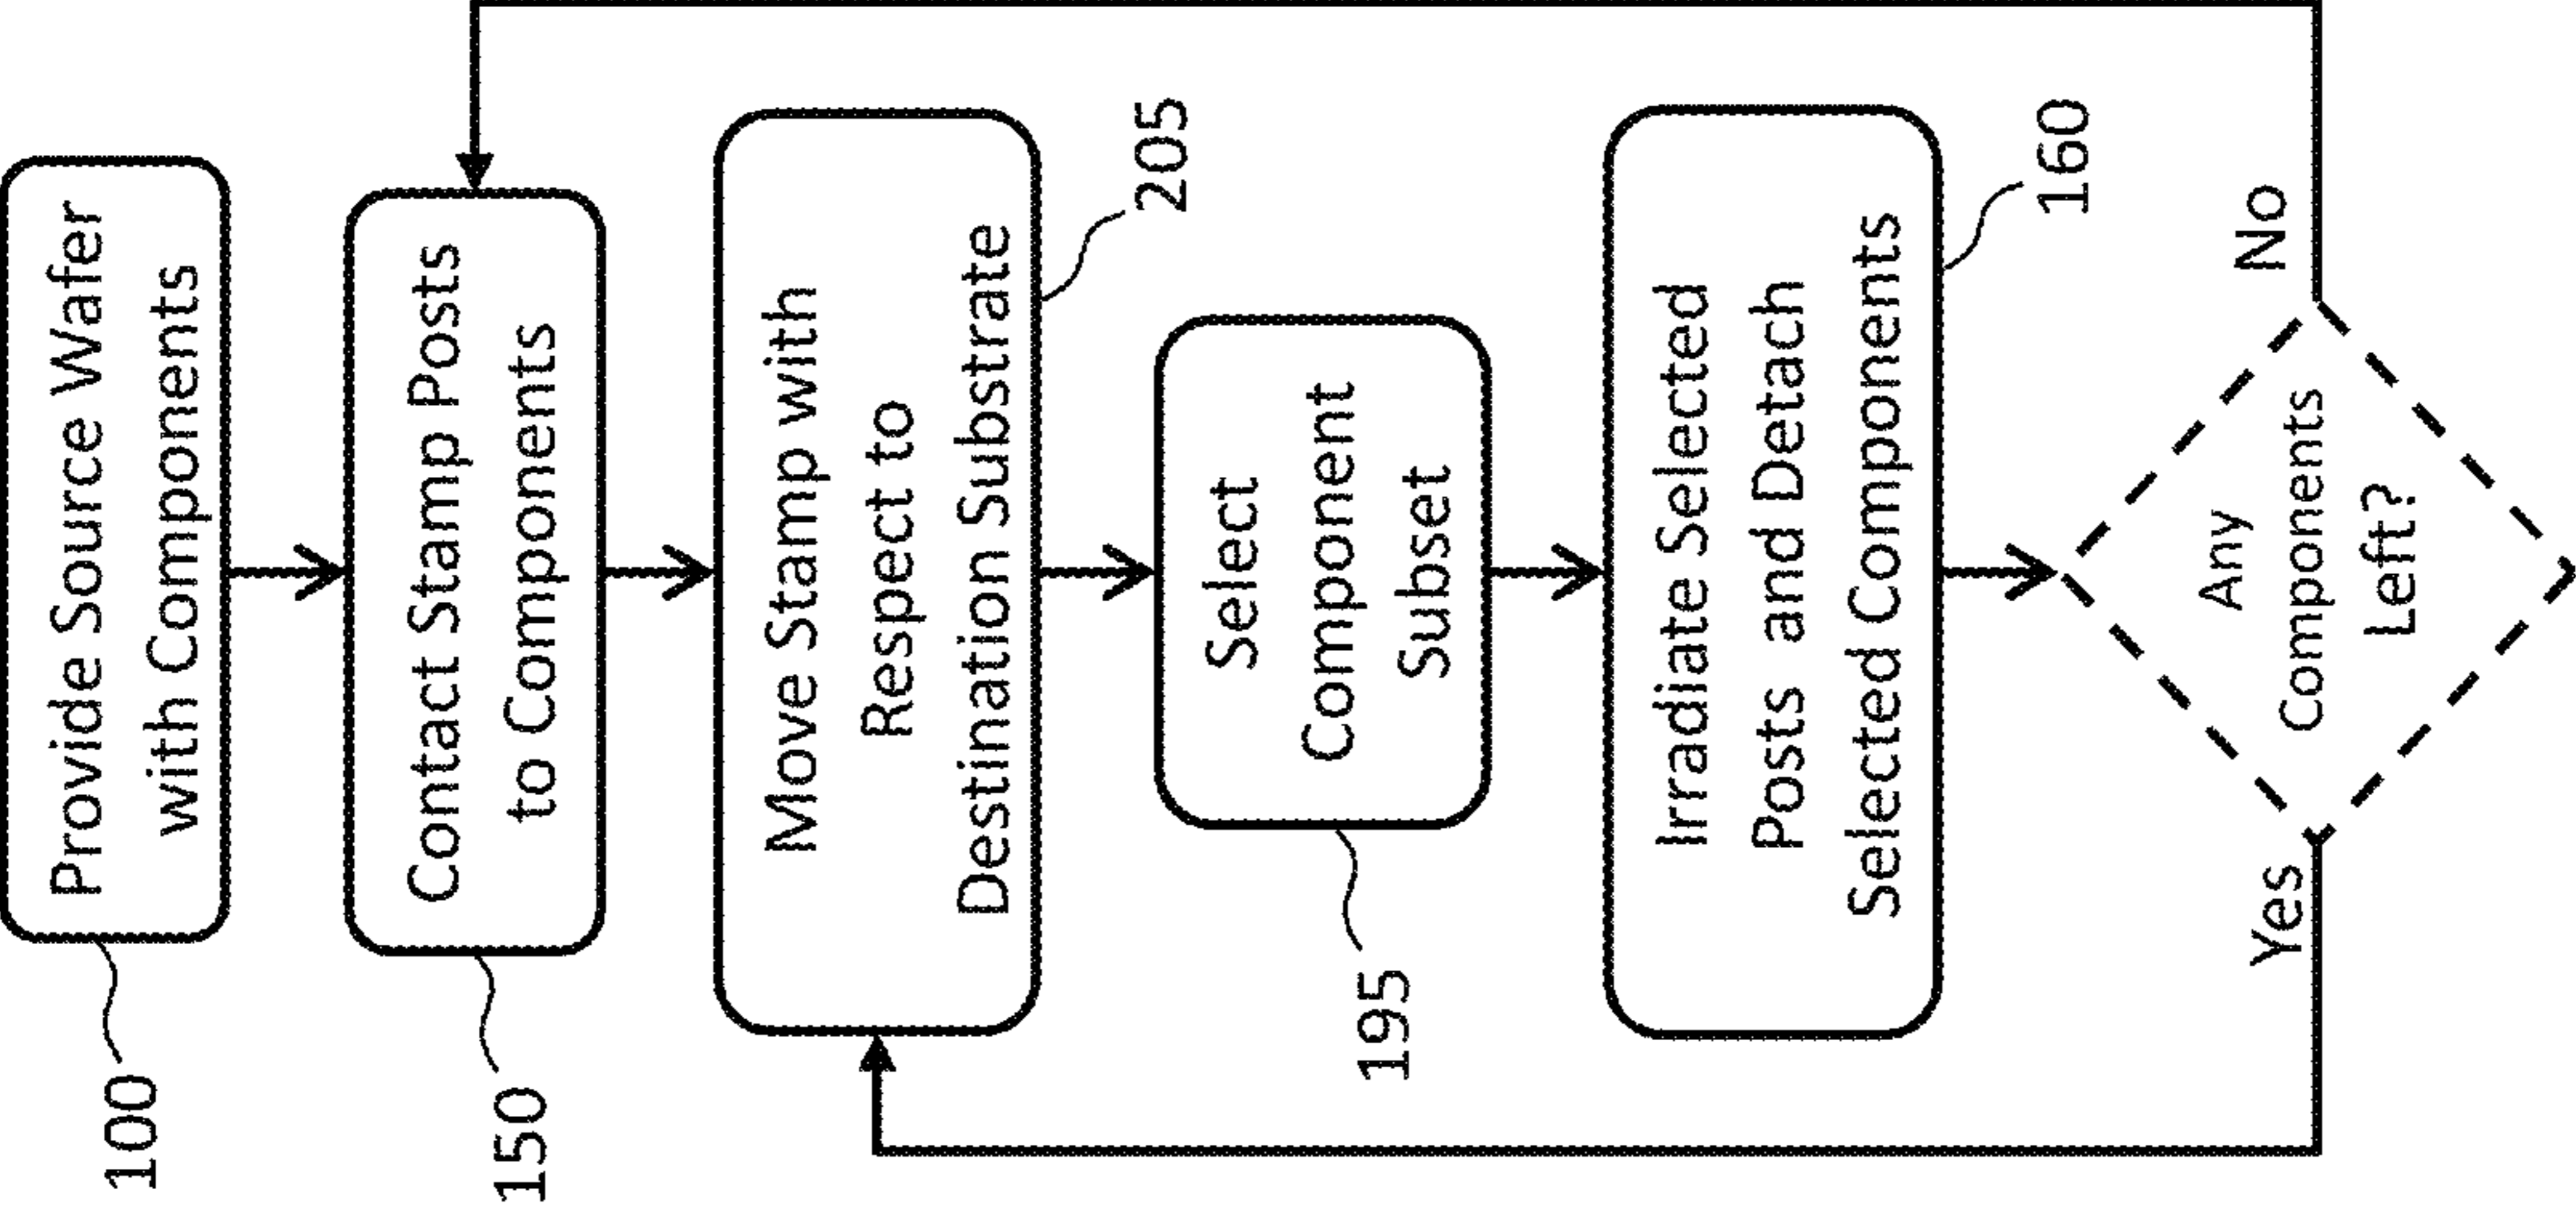 Provide Source Wafer
with Components
100
Contact Stamp Posts
to Components
150
Move Stamp with
Respect to
Destination Substrate
205
Select
Component
Subset
195
Irradiate Selected
Posts and Detach
Selected Components
160
Any
Components
Left?
Yes
No